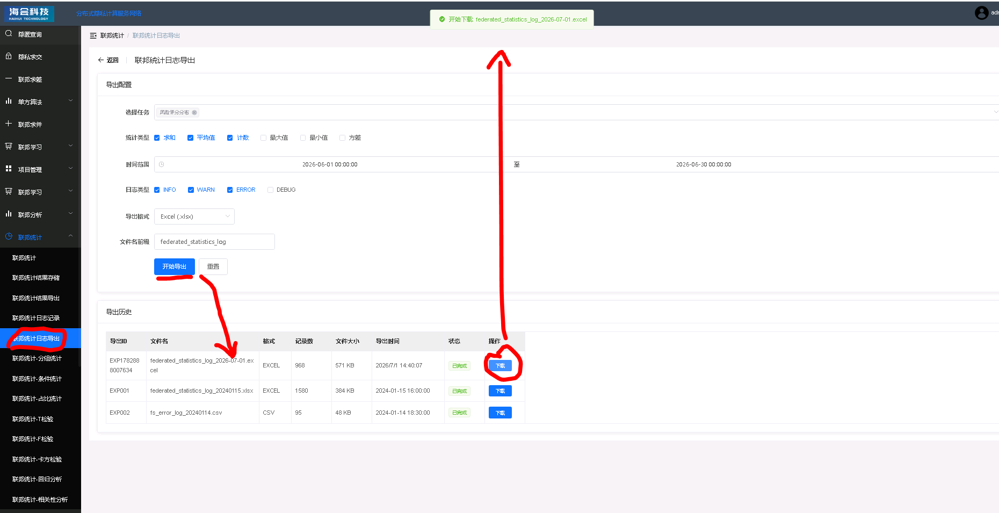 海会科技
HAIHUI TECHNOLOGY
分布式隐私计算服务网络
开始下载: federated_statistics_log_2026-07-01.excel
隐匿查询
隐私求交
联邦求差
单方算法
联邦求并
联邦学习
项目管理
联邦学习
联邦分析
联邦统计
联邦统计
联邦统计结果存储
联邦统计结果导出
联邦统计日志记录
联邦统计日志导出
联邦统计-分组统计
联邦统计-条件统计
联邦统计-占比统计
联邦统计-T检验
联邦统计-F检验
联邦统计-卡方检验
联邦统计-回归分析
联邦统计-相关性分析
联邦统计 / 联邦统计日志导出
返回 联邦统计日志导出
导出配置
选择任务 风险评分分布
统计类型 求和 平均值 计数 最大值 最小值 方差
时间范围 2026-06-01 00:00:00 至 2026-06-30 00:00:00
日志类型 INFO WARN ERROR DEBUG
导出格式 Excel (.xlsx)
文件名前缀 federated_statistics_log
开始导出 重置
导出历史
导出ID 文件名 格式 记录数 文件大小 导出时间 状态 操作
EXP178288 federated_statistics_log_2026-07-01.ex EXCEL 968 571 KB 2026/7/1 14:40:07 已完成 下载
8007634 cel
EXP001 federated_statistics_log_20240115.xlsx EXCEL 1580 384 KB 2024-01-15 16:00:00 已完成 下载
EXP002 fs_error_log_20240114.csv CSV 95 48 KB 2024-01-14 18:30:00 已完成 下载